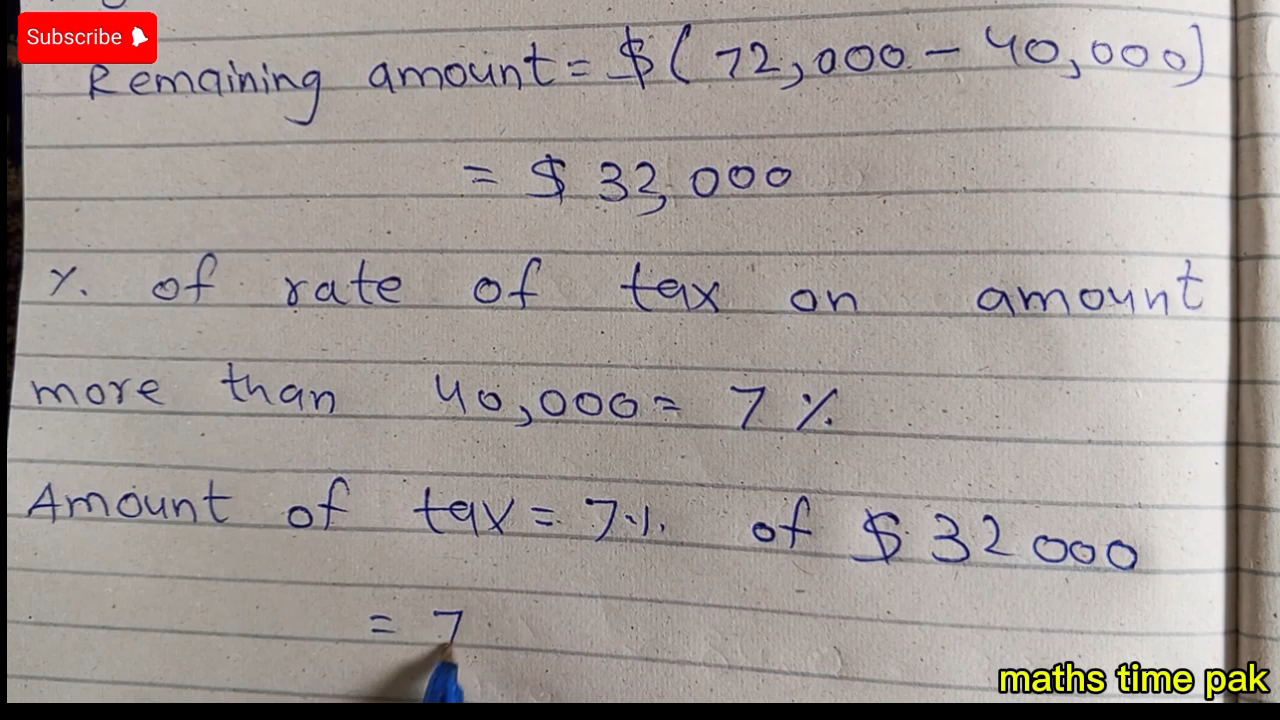 Subscribe
Remaining amount = $ (72,000 - 40,000)
= $ 32,000
% of rate of tax on amount
more than 40,000 = 7 %
Amount of tax = 7% of $ 32000
= 7
maths time pak